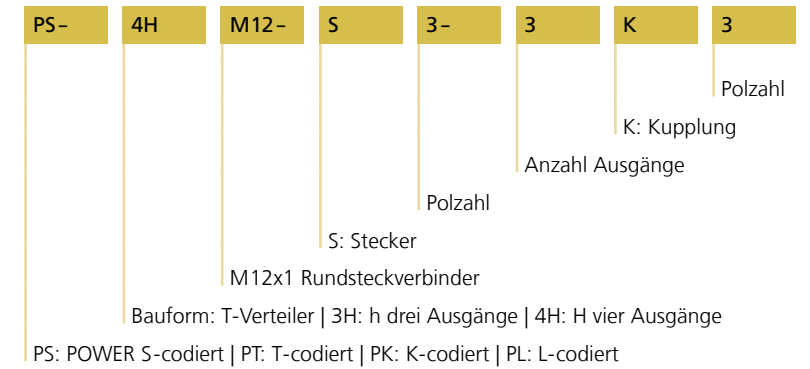 PS– 4H M12– S 3– 3 K 3
Polzahl
K: Kupplung
Anzahl Ausgänge
Polzahl
S: Stecker
M12x1 Rundsteckverbinder
Bauform: T-Verteiler | 3H: h drei Ausgänge | 4H: H vier Ausgänge
PS: POWER S-codiert | PT: T-codiert | PK: K-codiert | PL: L-codiert